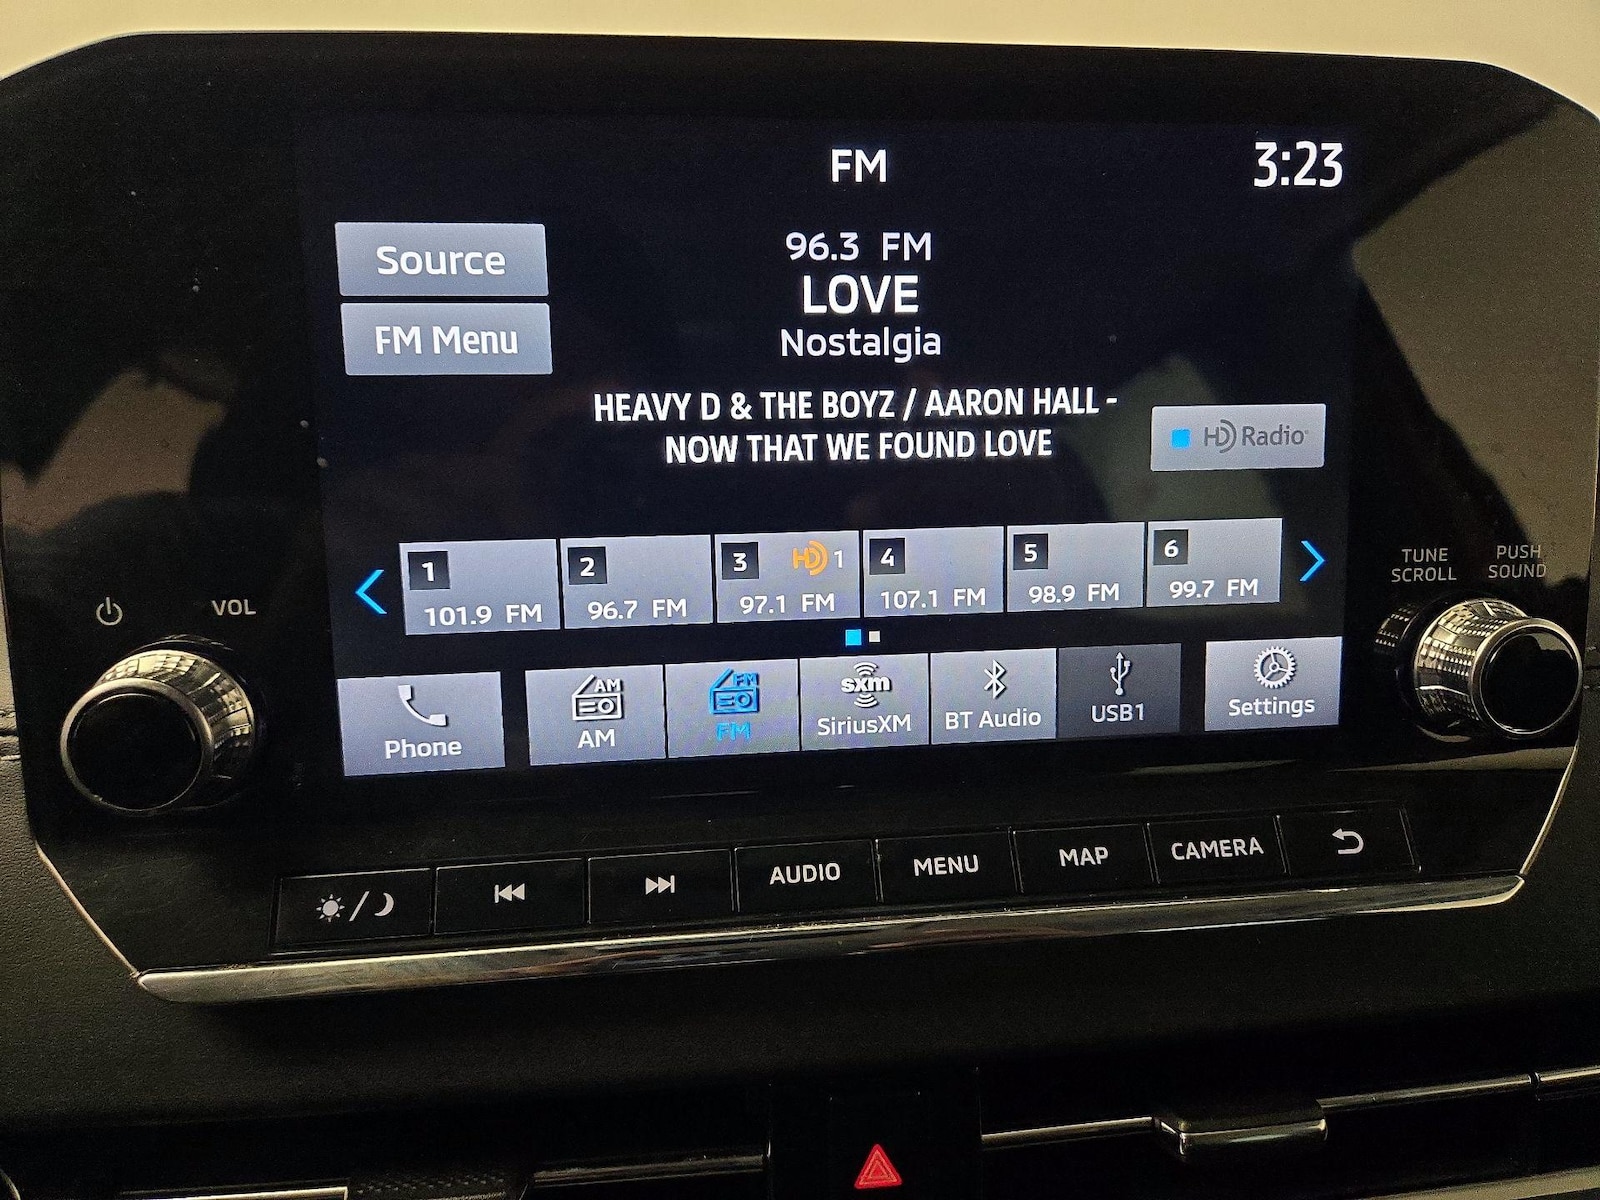 FM
3:23
Source
96.3 FM
LOVE
FM Menu
Nostalgia
HEAVY D & THE BOYZ / AARON HALL -
NOW THAT WE FOUND LOVE
HD Radio
1
101.9 FM
2
96.7 FM
3 HD 1
97.1 FM
4
107.1 FM
5
98.9 FM
6
99.7 FM
VOL
TUNE
SCROLL
PUSH
SOUND
Phone
AM
AM
FM
FM
sxm
SiriusXM
BT Audio
USB1
Settings
AUDIO
MENU
MAP
CAMERA